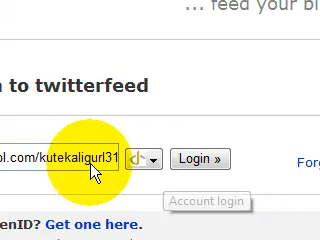 ... feed your bl
to twitterfeed
ol.com/kutekaligurl31
Login »
Forg
Account login
enID? Get one here.